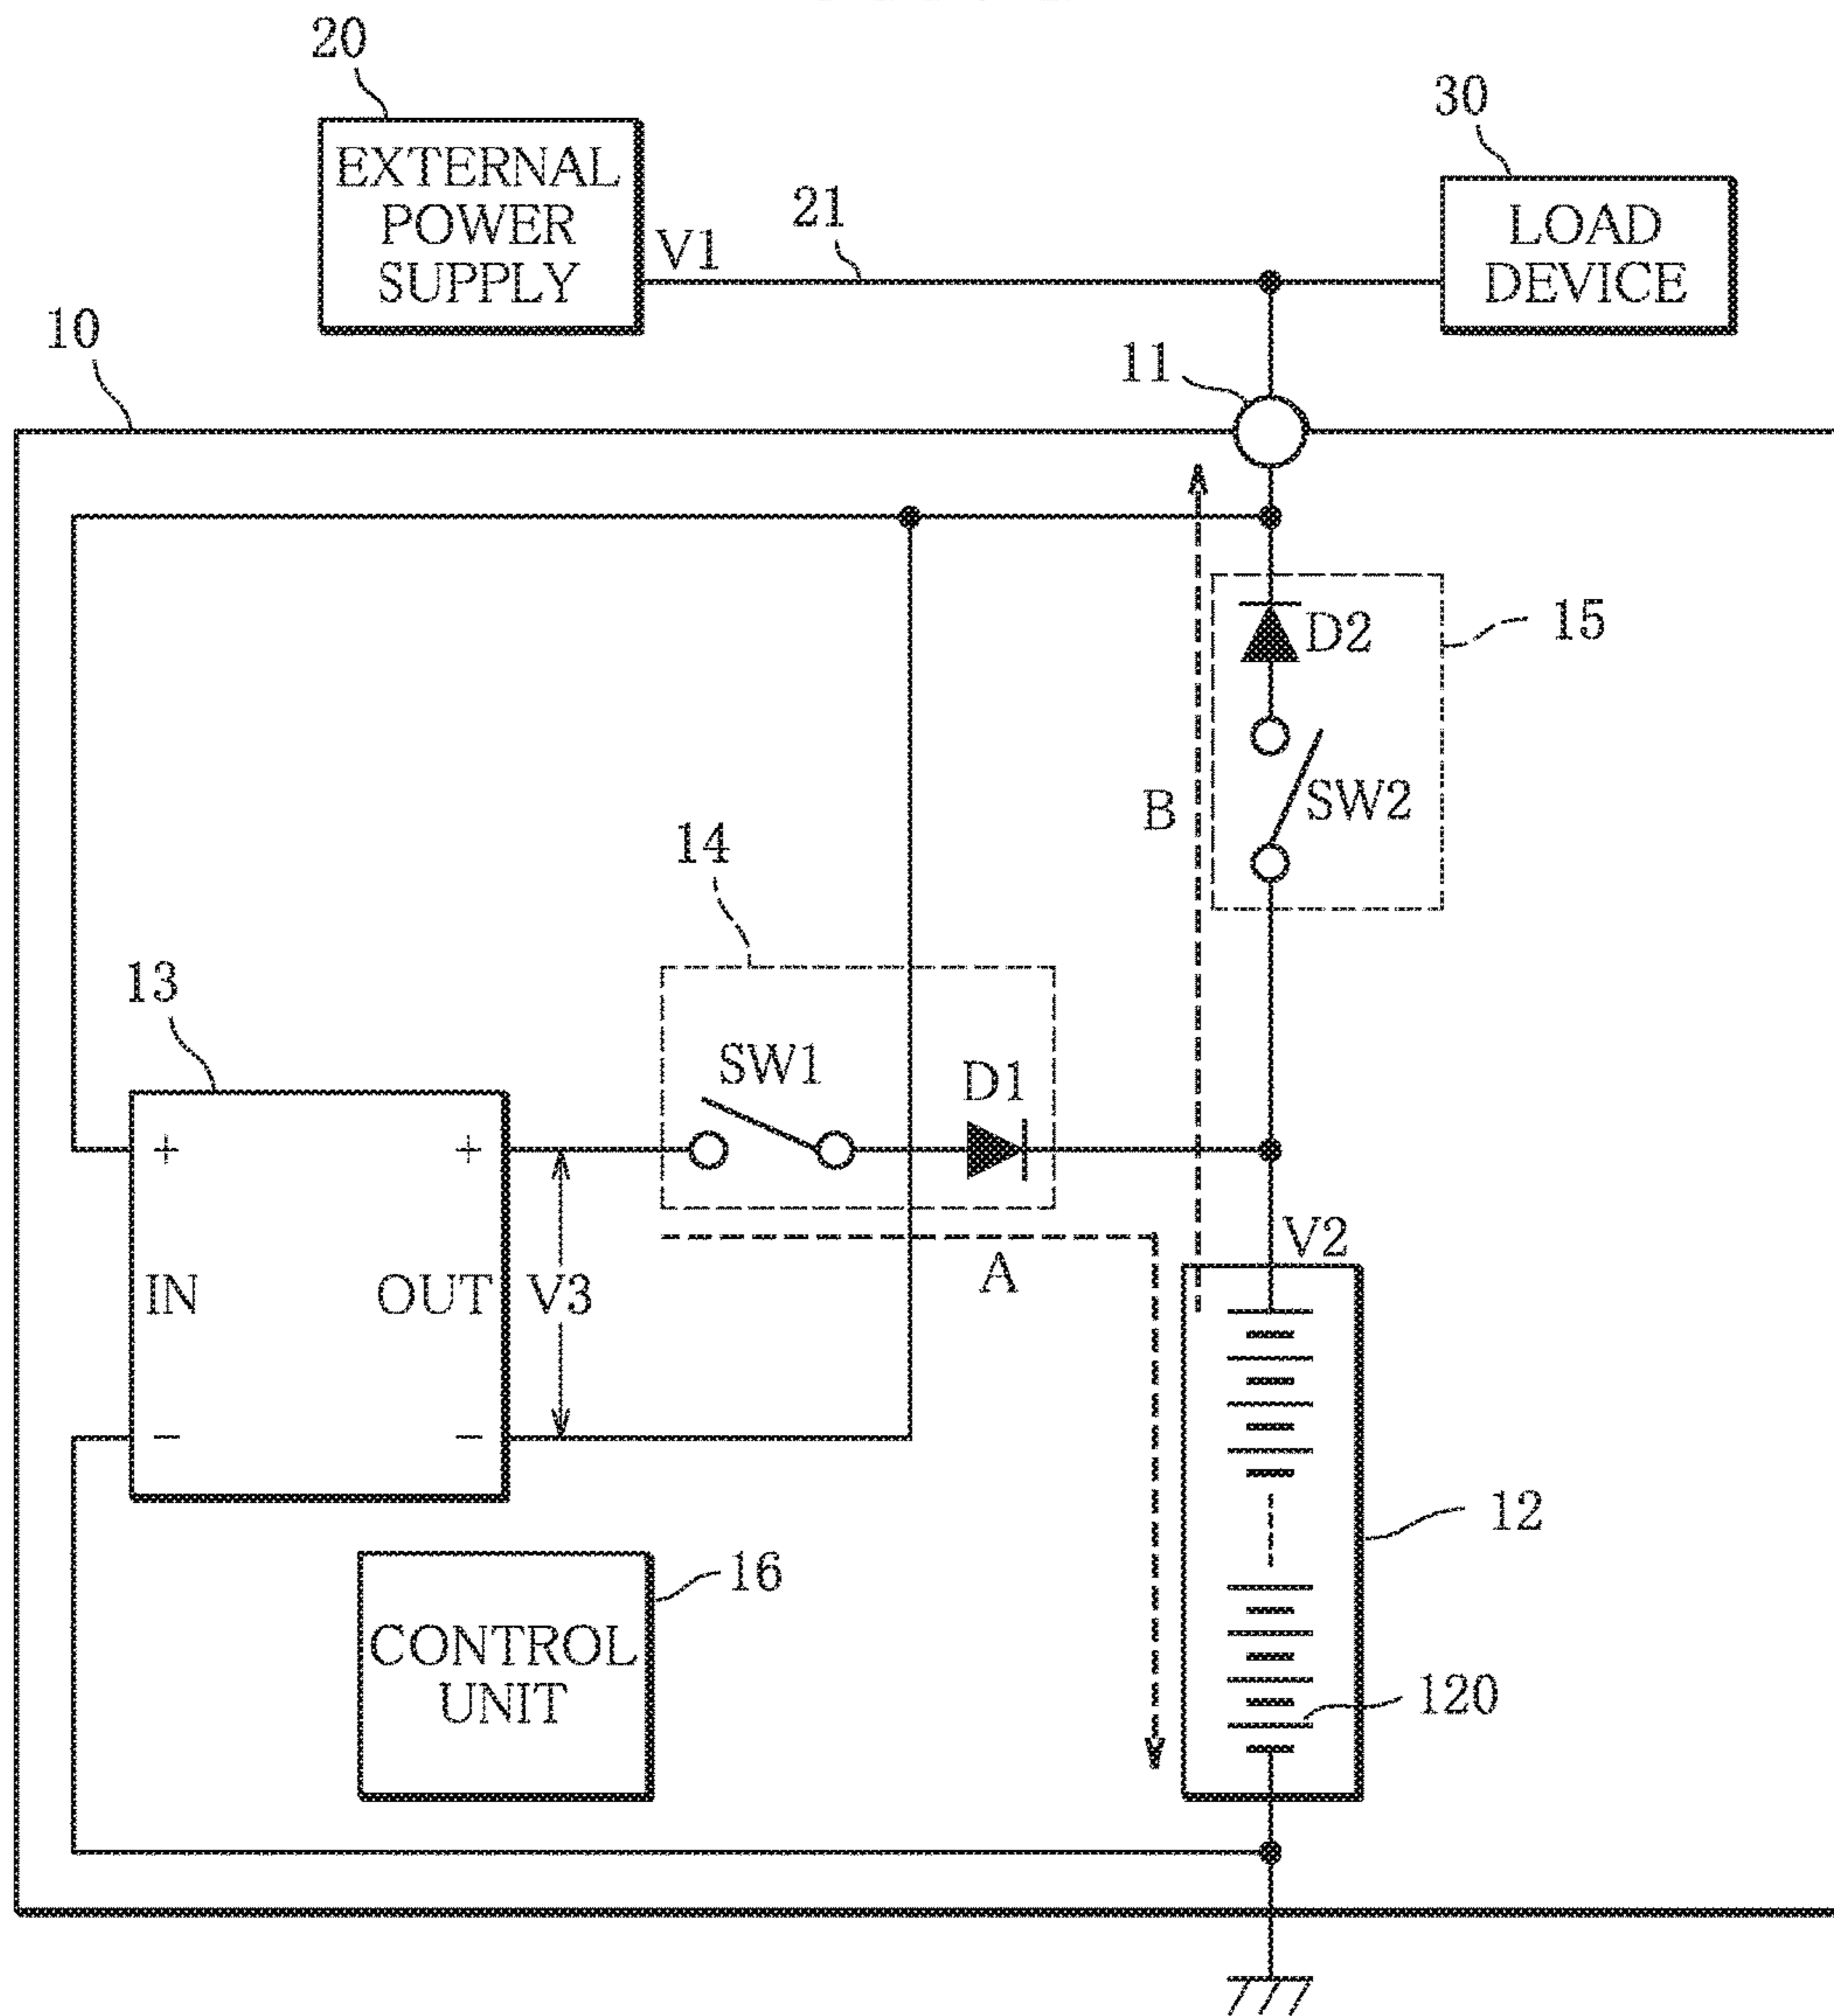 20
EXTERNAL
POWER
SUPPLY
V1
21
30
LOAD
DEVICE
10
11
D2
15
SW2
B
14
13
SW1
D1
+
+
V2
IN
OUT
V3
A
−
−
12
16
CONTROL
UNIT
120